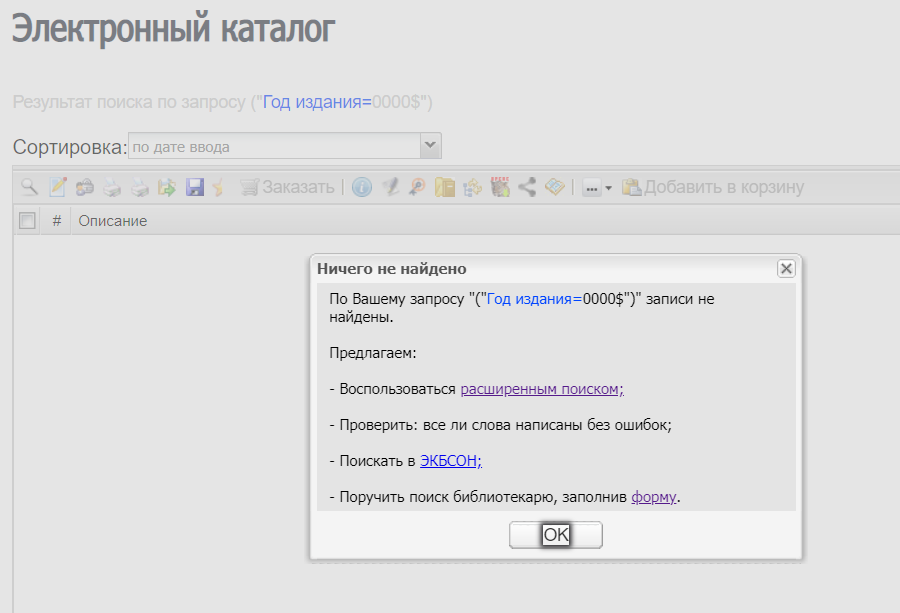 Электронный каталог
Результат поиска по запросу ("Год издания=0000$")
Сортировка: по дате ввода
Заказать | | ... Добавить в корзину
# Описание
Ничего не найдено
По Вашему запросу "("Год издания=0000$")" записи не
найдены.
Предлагаем:
- Воспользоваться расширенным поиском;
- Проверить: все ли слова написаны без ошибок;
- Поискать в ЭКБСОН;
- Поручить поиск библиотекарю, заполнив форму.
OK